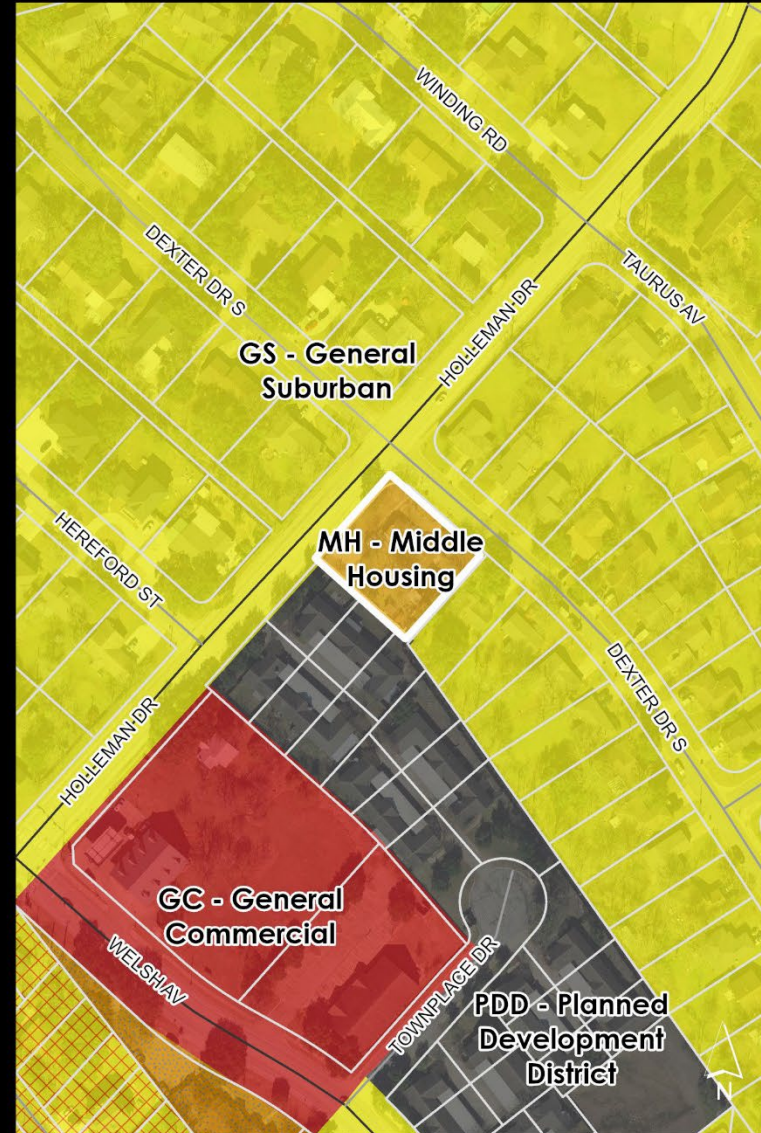 WINDING RD
DEXTER DR S
TAURUS AV
HOLLEMAN DR
GS - General
Suburban
MH - Middle
Housing
HEREFORD ST
DEXTER DR S
HOLLEMAN DR
GC - General
Commercial
WELSH AV
TOWNPLACE DR
PDD - Planned
Development
District
N